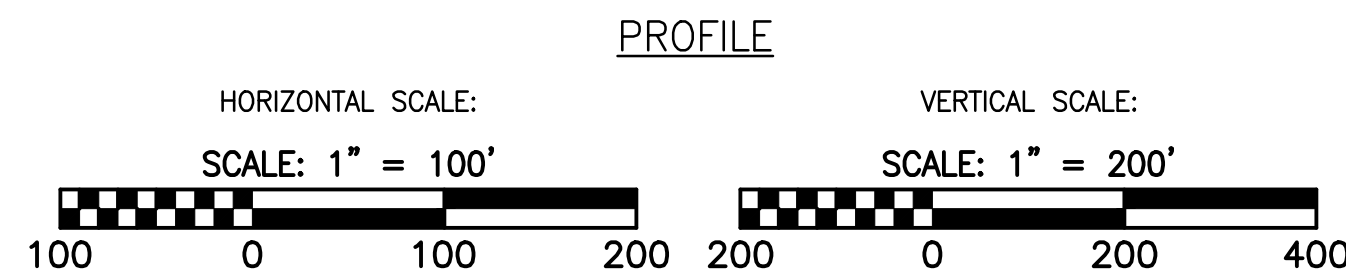 PROFILE
HORIZONTAL SCALE:
SCALE: 1" = 100'
100 0 100 200
VERTICAL SCALE:
SCALE: 1" = 200'
200 0 200 400